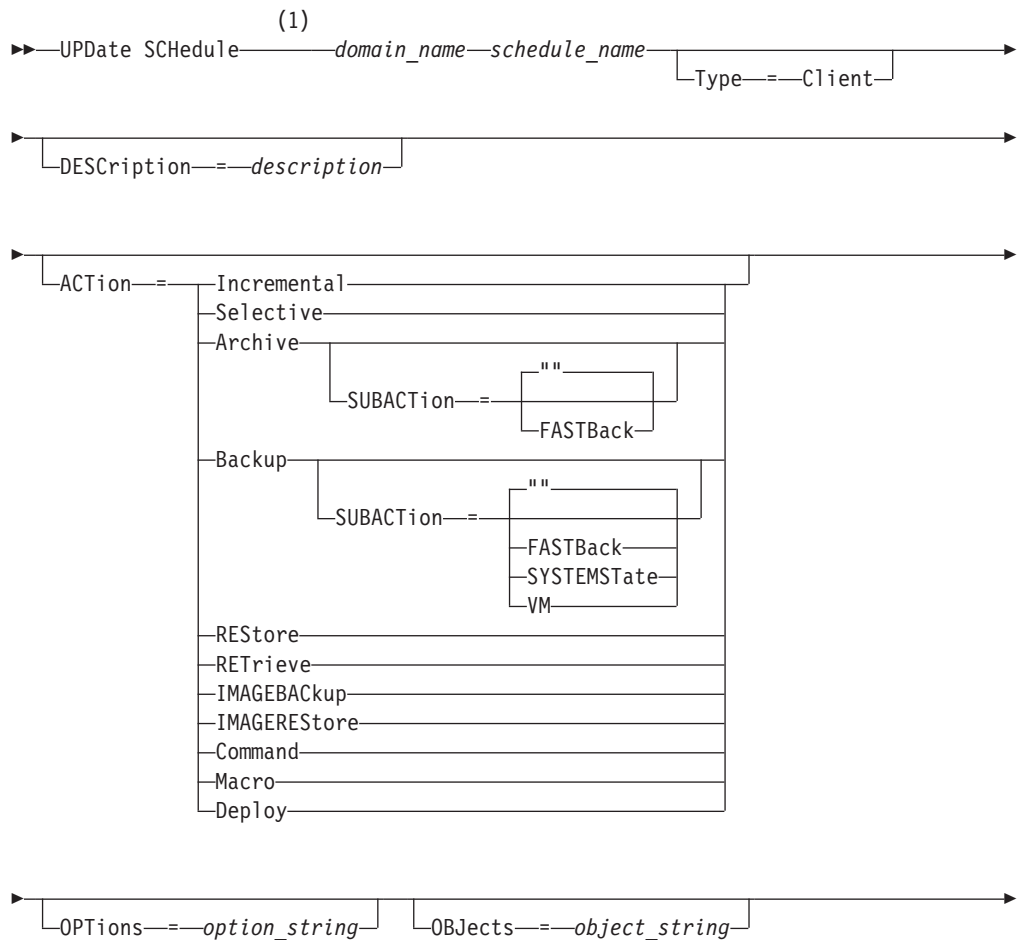 (1)
UPDate SCHedule domain_name schedule_name
Type = Client
DESCription = description
ACTion = Incremental
Selective
Archive
""
SUBACTion =
FASTBack
Backup
""
SUBACTion =
FASTBack
SYSTEMSTate
VM
REStore
RETrieve
IMAGEBACkup
IMAGEREStore
Command
Macro
Deploy
OPTions = option_string OBJects = object_string